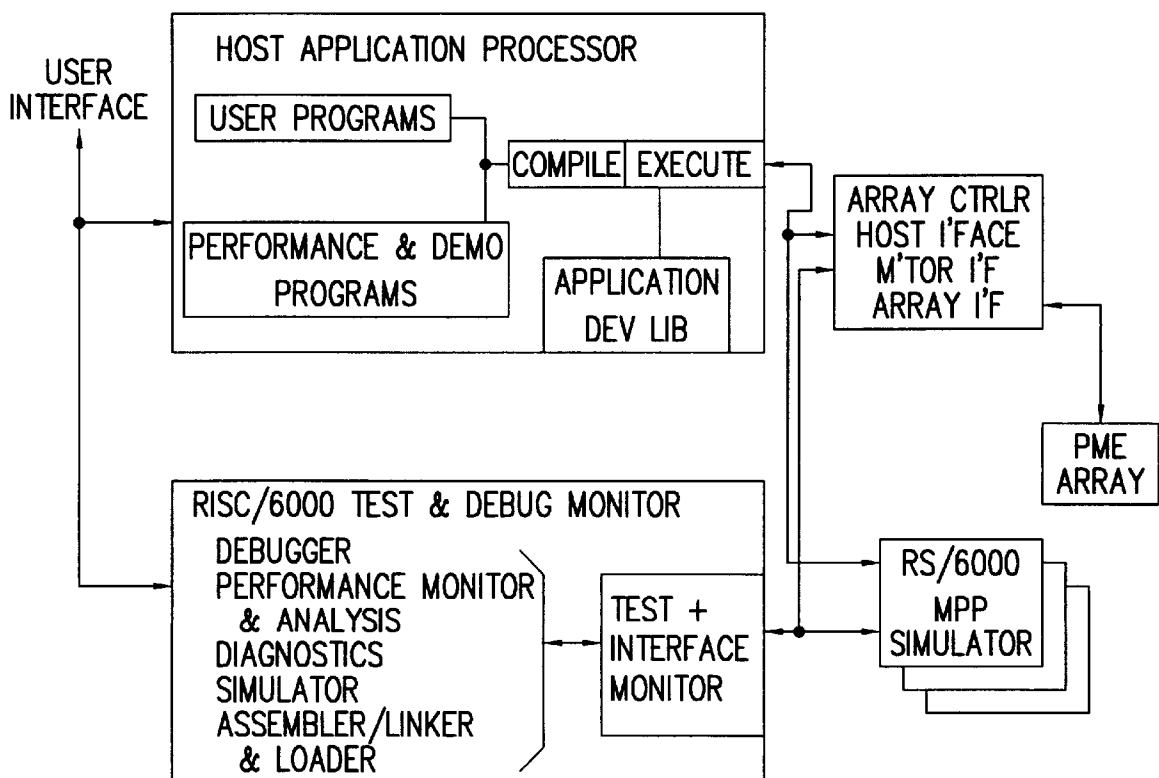 USER
INTERFACE
HOST APPLICATION PROCESSOR
USER PROGRAMS
COMPILE
EXECUTE
PERFORMANCE & DEMO
PROGRAMS
APPLICATION
DEV LIB
ARRAY CTRLR
HOST I'FACE
M'TOR I'F
ARRAY I'F
PME
ARRAY
RISC/6000 TEST & DEBUG MONITOR
DEBUGGER
PERFORMANCE MONITOR
& ANALYSIS
DIAGNOSTICS
SIMULATOR
ASSEMBLER/LINKER
& LOADER
TEST +
INTERFACE
MONITOR
RS/6000
MPP
SIMULATOR